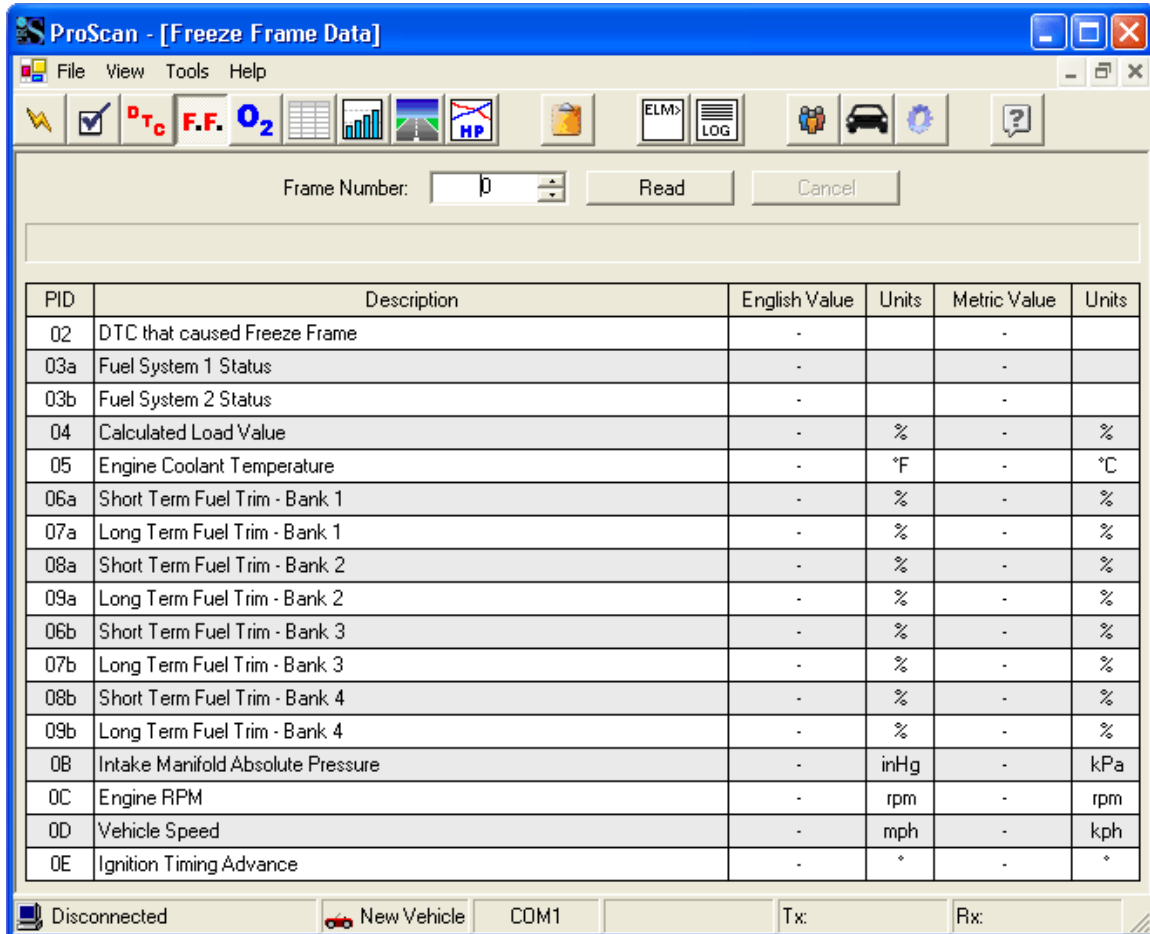 ProScan - [Freeze Frame Data]
File View Tools Help
DTC F.F. O2 HP ELM> LOG ?
Frame Number: 0 Read Cancel
PID Description English Value Units Metric Value Units
02 DTC that caused Freeze Frame - -
03a Fuel System 1 Status - -
03b Fuel System 2 Status - -
04 Calculated Load Value - % - %
05 Engine Coolant Temperature - °F - °C
06a Short Term Fuel Trim - Bank 1 - % - %
07a Long Term Fuel Trim - Bank 1 - % - %
08a Short Term Fuel Trim - Bank 2 - % - %
09a Long Term Fuel Trim - Bank 2 - % - %
06b Short Term Fuel Trim - Bank 3 - % - %
07b Long Term Fuel Trim - Bank 3 - % - %
08b Short Term Fuel Trim - Bank 4 - % - %
09b Long Term Fuel Trim - Bank 4 - % - %
0B Intake Manifold Absolute Pressure - inHg - kPa
0C Engine RPM - rpm - rpm
0D Vehicle Speed - mph - kph
0E Ignition Timing Advance - ° - °
Disconnected New Vehicle COM1 Tx: Rx: